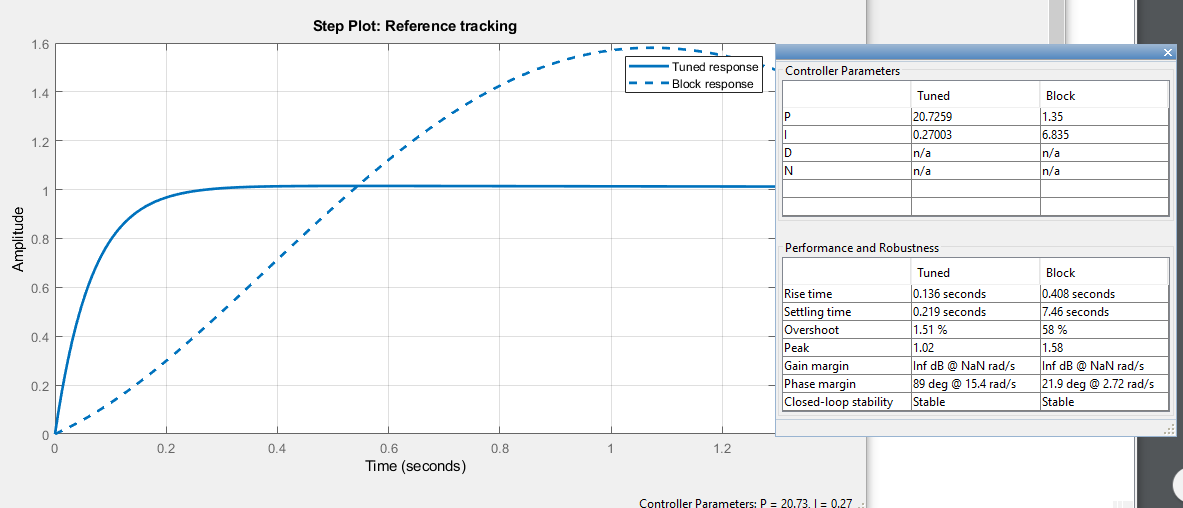 Step Plot: Reference tracking
1.6
1.4
1.2
1
0.8
0.6
0.4
0.2
0
Amplitude
0 0.2 0.4 0.6 0.8 1 1.2
Time (seconds)
Tuned response
Block response
Controller Parameters: P = 20.73, I = 0.27
Controller Parameters
Tuned Block
P 20.7259 1.35
I 0.27003 6.835
D n/a n/a
N n/a n/a
Performance and Robustness
Tuned Block
Rise time 0.136 seconds 0.408 seconds
Settling time 0.219 seconds 7.46 seconds
Overshoot 1.51 % 58 %
Peak 1.02 1.58
Gain margin Inf dB @ NaN rad/s Inf dB @ NaN rad/s
Phase margin 89 deg @ 15.4 rad/s 21.9 deg @ 2.72 rad/s
Closed-loop stability Stable Stable